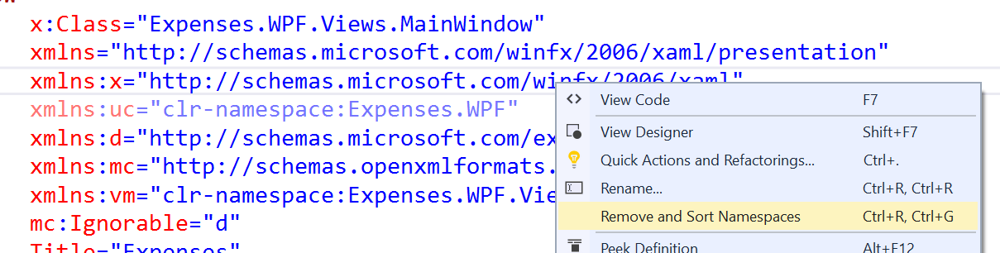 x:Class="Expenses.WPF.Views.MainWindow"
xmlns="http://schemas.microsoft.com/winfx/2006/xaml/presentation"
xmlns:x="http://schemas.microsoft.com/winfx/2006/xaml"
xmlns:uc="clr-namespace:Expenses.WPF"
xmlns:d="http://schemas.microsoft.com/ex
xmlns:mc="http://schemas.openxmlformats.
xmlns:vm="clr-namespace:Expenses.WPF.Vie
mc:Ignorable="d"
Title="Expenses"
View Code F7
View Designer Shift+F7
Quick Actions and Refactorings... Ctrl+.
Rename... Ctrl+R, Ctrl+R
Remove and Sort Namespaces Ctrl+R, Ctrl+G
Peek Definition Alt+F12